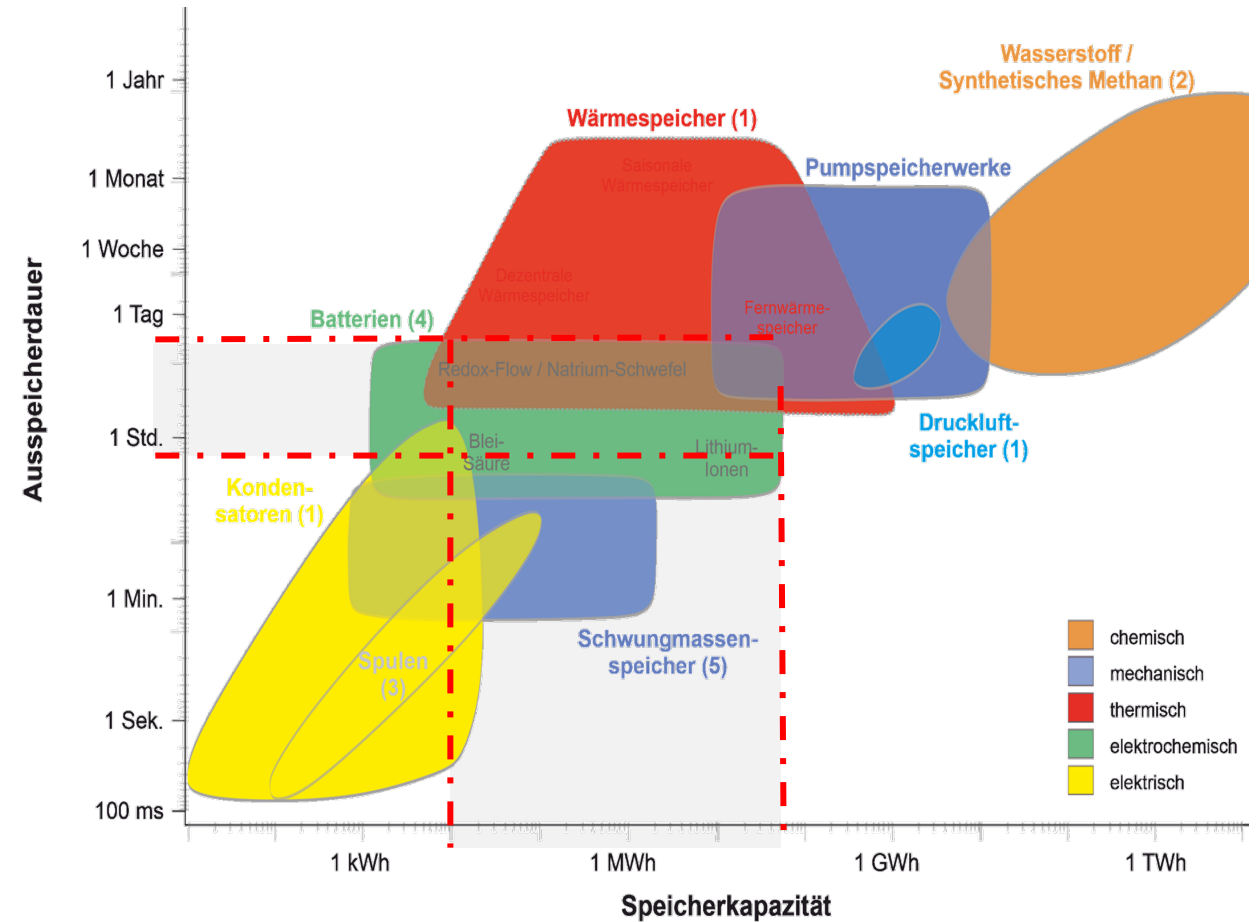 Wasserstoff /
Synthetisches Methan (2)
1 Jahr
Wärmespeicher (1)
Saisonale
Wärmespeicher
Pumpspeicherwerke
1 Monat
1 Woche
Dezentrale
Wärmespeicher
Fernwärme-
speicher
1 Tag
Batterien (4)
Redox-Flow / Natrium-Schwefel
Ausspeicherdauer
1 Std.
Blei-
Säure
Lithium-
Ionen
Druckluft-
speicher (1)
Konden-
satoren (1)
1 Min.
Schwungmassen-
speicher (5)
Spulen
(3)
1 Sek.
100 ms
chemisch
mechanisch
thermisch
elektrochemisch
elektrisch
1 kWh
1 MWh
1 GWh
1 TWh
Speicherkapazität